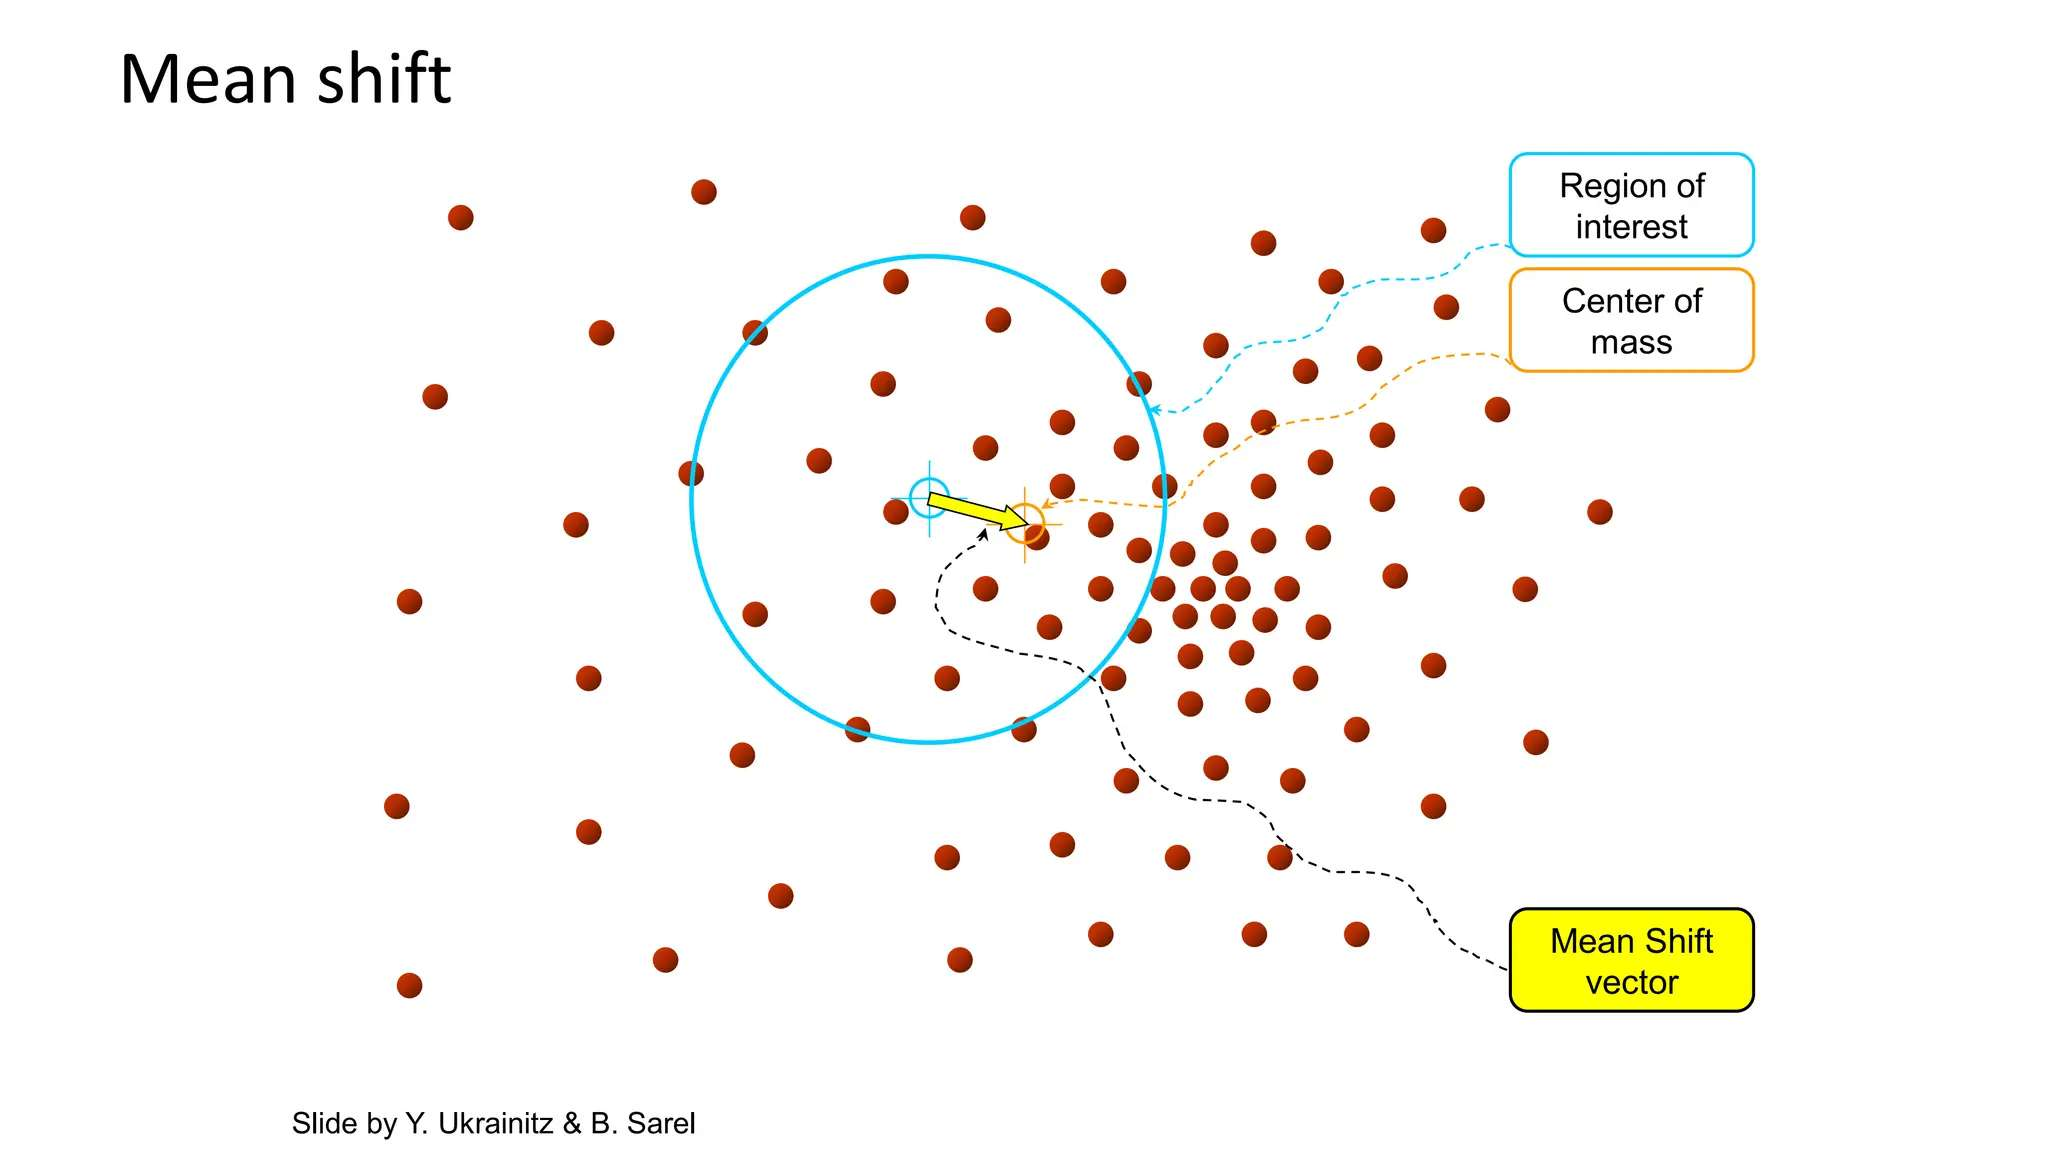 Mean shift
Region of
interest
Center of
mass
Mean Shift
vector
Slide by Y. Ukrainitz & B. Sarel